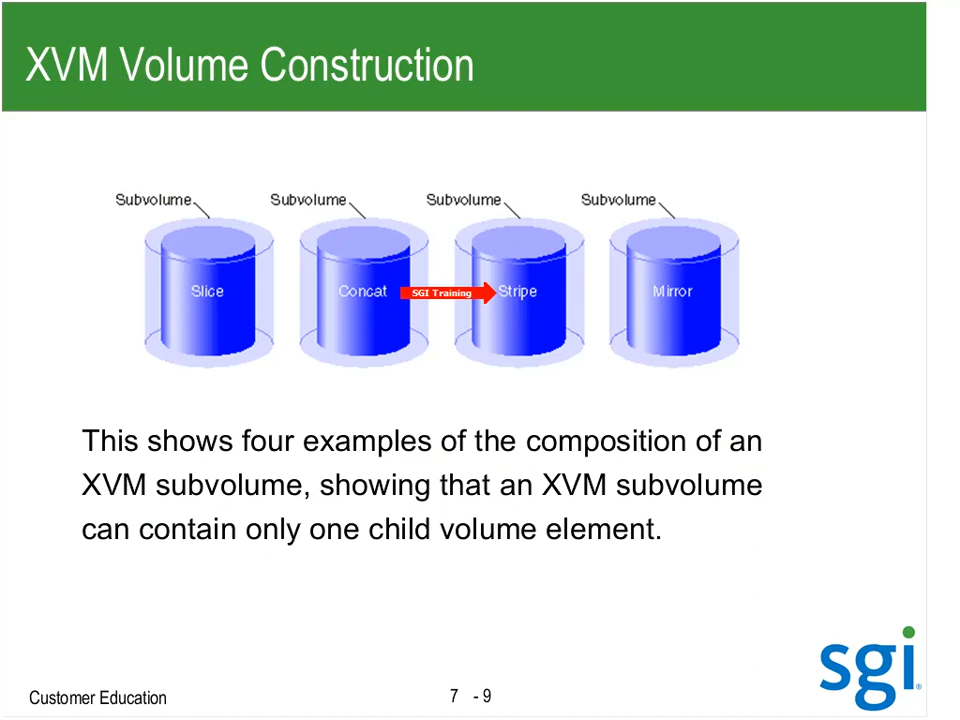 XVM Volume Construction
Subvolume Subvolume Subvolume Subvolume
Slice Concat SGI Training Stripe Mirror
This shows four examples of the composition of an
XVM subvolume, showing that an XVM subvolume
can contain only one child volume element.
sgi®
Customer Education 7 - 9